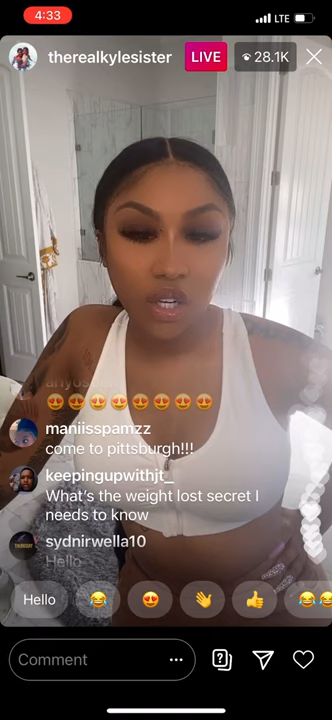 4:33
LTE
therealkylesister
LIVE
28.1K
maniisspamzz
come to pittsburgh!!!
keepingupwithjt_
What's the weight lost secret I
needs to know
sydnirwella10
Hello
Hello
Comment